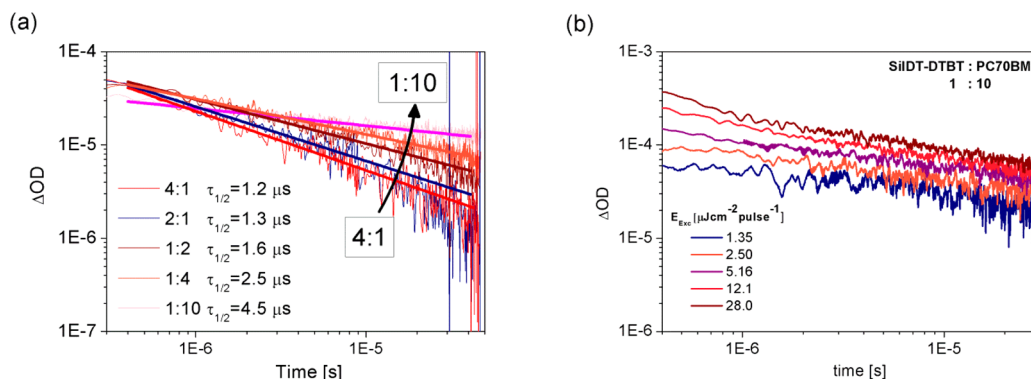 (a)
1E-4
1E-5
1E-6
1E-7
ΔOD
1E-6
1E-5
Time [s]
1:10
4:1
4:1 τ1/2=1.2 μs
2:1 τ1/2=1.3 μs
1:2 τ1/2=1.6 μs
1:4 τ1/2=2.5 μs
1:10 τ1/2=4.5 μs
(b)
1E-3
1E-4
1E-5
1E-6
ΔOD
1E-6
1E-5
time [s]
SiIDT-DTBT : PC70BM
1 : 10
EExc[μJcm-2pulse-1]
1.35
2.50
5.16
12.1
28.0